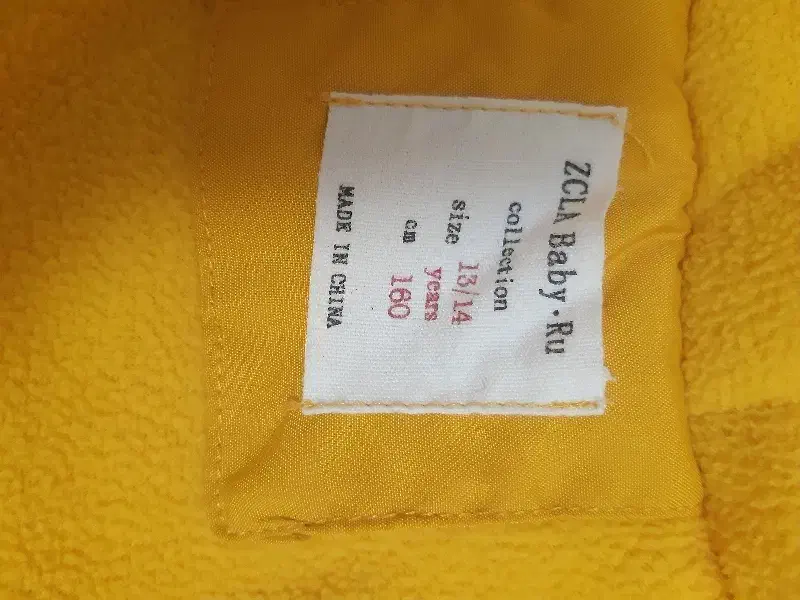 ZCLA Baby·Ru
collection
size 13/14
years
cm 160
MADE IN CHINA